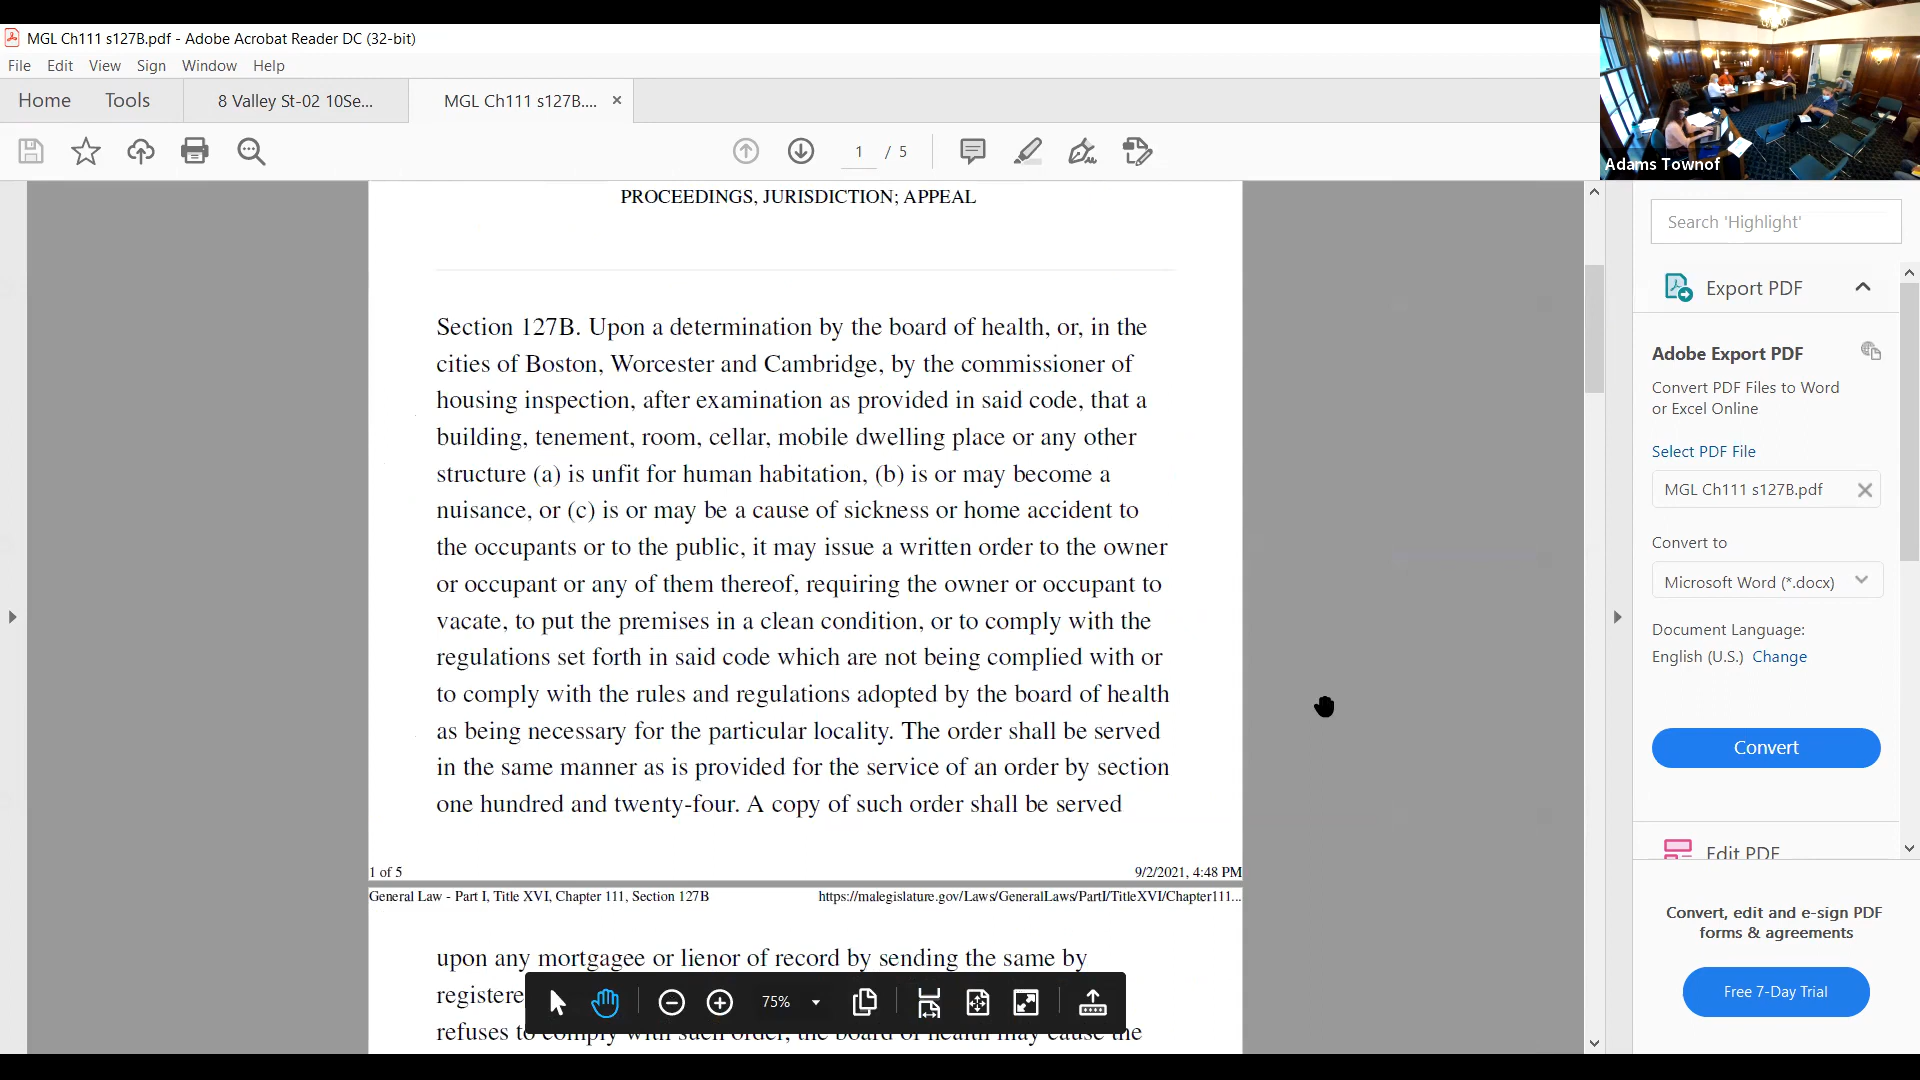 MGL Ch111 s127B.pdf - Adobe Acrobat Reader DC (32-bit)
File Edit View Sign Window Help
Home Tools 8 Valley St-02 10Se... MGL Ch111 s127B....
1 / 5
Adams Townof
PROCEEDINGS, JURISDICTION; APPEAL
Section 127B. Upon a determination by the board of health, or, in the
cities of Boston, Worcester and Cambridge, by the commissioner of
housing inspection, after examination as provided in said code, that a
building, tenement, room, cellar, mobile dwelling place or any other
structure (a) is unfit for human habitation, (b) is or may become a
nuisance, or (c) is or may be a cause of sickness or home accident to
the occupants or to the public, it may issue a written order to the owner
or occupant or any of them thereof, requiring the owner or occupant to
vacate, to put the premises in a clean condition, or to comply with the
regulations set forth in said code which are not being complied with or
to comply with the rules and regulations adopted by the board of health
as being necessary for the particular locality. The order shall be served
in the same manner as is provided for the service of an order by section
one hundred and twenty-four. A copy of such order shall be served
1 of 5 9/2/2021, 4:48 PM
General Law - Part I, Title XVI, Chapter 111, Section 127B https://malegislature.gov/Laws/GeneralLaws/PartI/TitleXVI/Chapter111...
upon any mortgagee or lienor of record by sending the same by
registere
refuses to comply with such order, the board of health may cause the
75%
Search 'Highlight'
Export PDF
Adobe Export PDF
Convert PDF Files to Word
or Excel Online
Select PDF File
MGL Ch111 s127B.pdf
Convert to
Microsoft Word (*.docx)
Document Language:
English (U.S.) Change
Convert
Edit PDF
Convert, edit and e-sign PDF
forms & agreements
Free 7-Day Trial